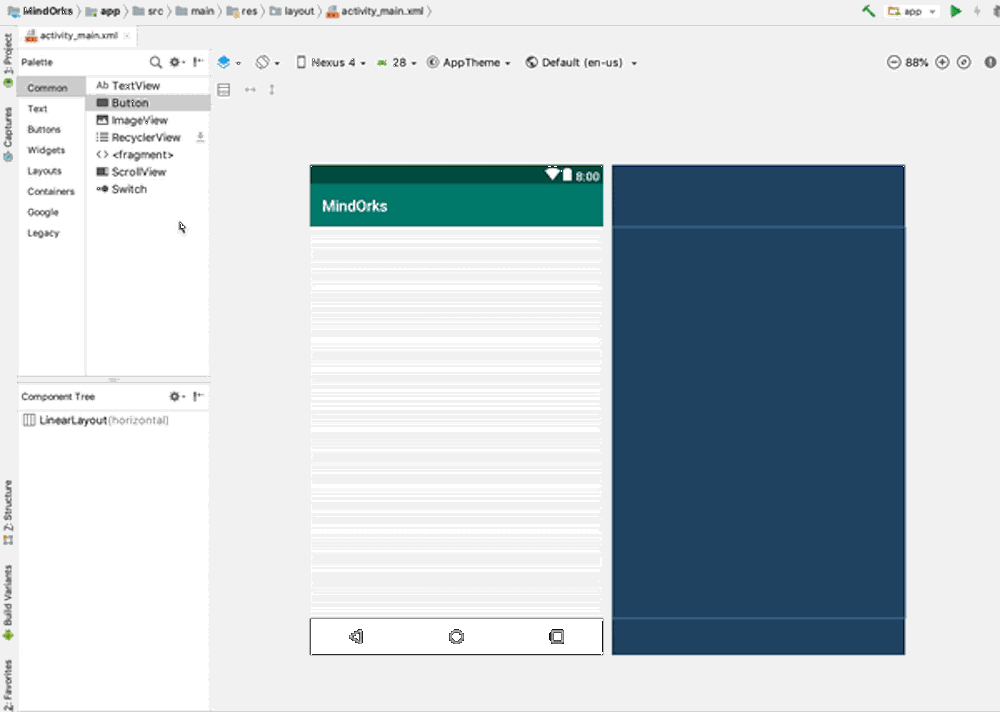 MindOrks app src main res layout activity_main.xml app
activity_main.xml
1: Project
Captures
Z: Structure
Build Variants
2: Favorites
Palette
Common
Text
Buttons
Widgets
Layouts
Containers
Google
Legacy
Ab TextView
Button
ImageView
RecyclerView
<> <fragment>
ScrollView
Switch
Nexus 4 28 AppTheme Default (en-us) 88%
8:00
MindOrks
Component Tree
LinearLayout(horizontal)